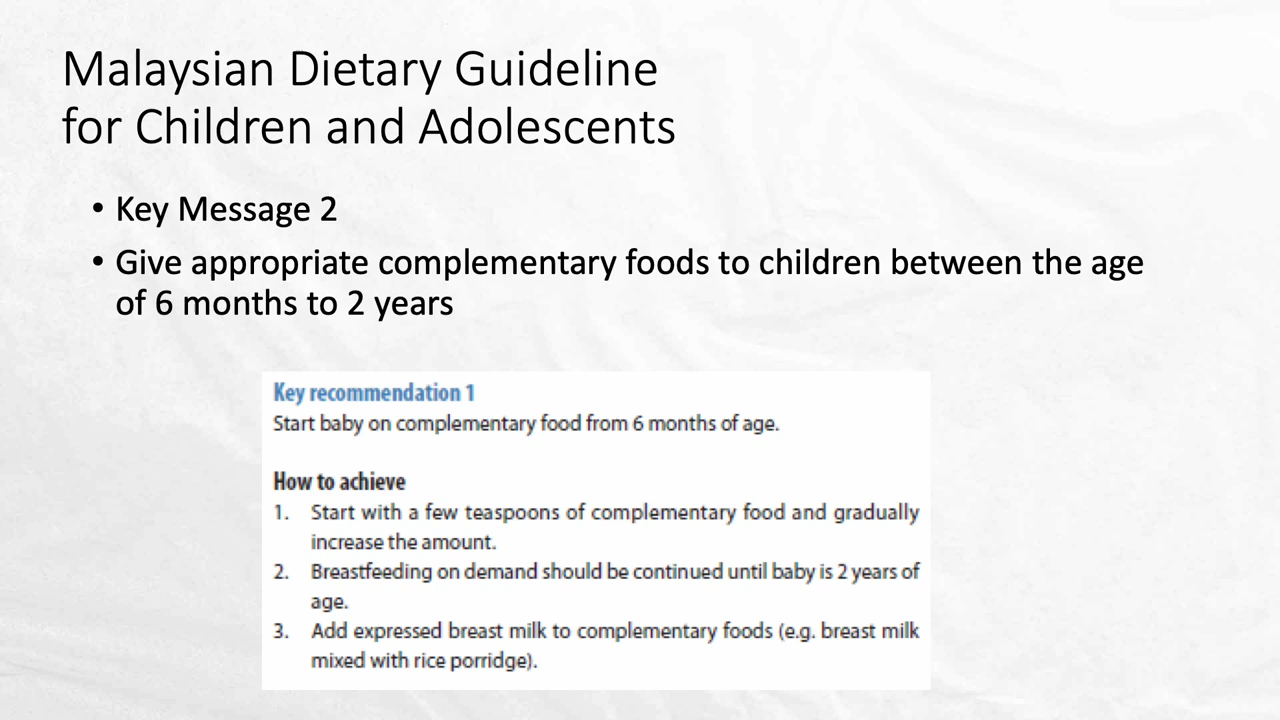 Malaysian Dietary Guideline
for Children and Adolescents
• Key Message 2
• Give appropriate complementary foods to children between the age
of 6 months to 2 years
Key recommendation 1
Start baby on complementary food from 6 months of age.
How to achieve
1. Start with a few teaspoons of complementary food and gradually
increase the amount.
2. Breastfeeding on demand should be continued until baby is 2 years of
age.
3. Add expressed breast milk to complementary foods (e.g. breast milk
mixed with rice porridge).